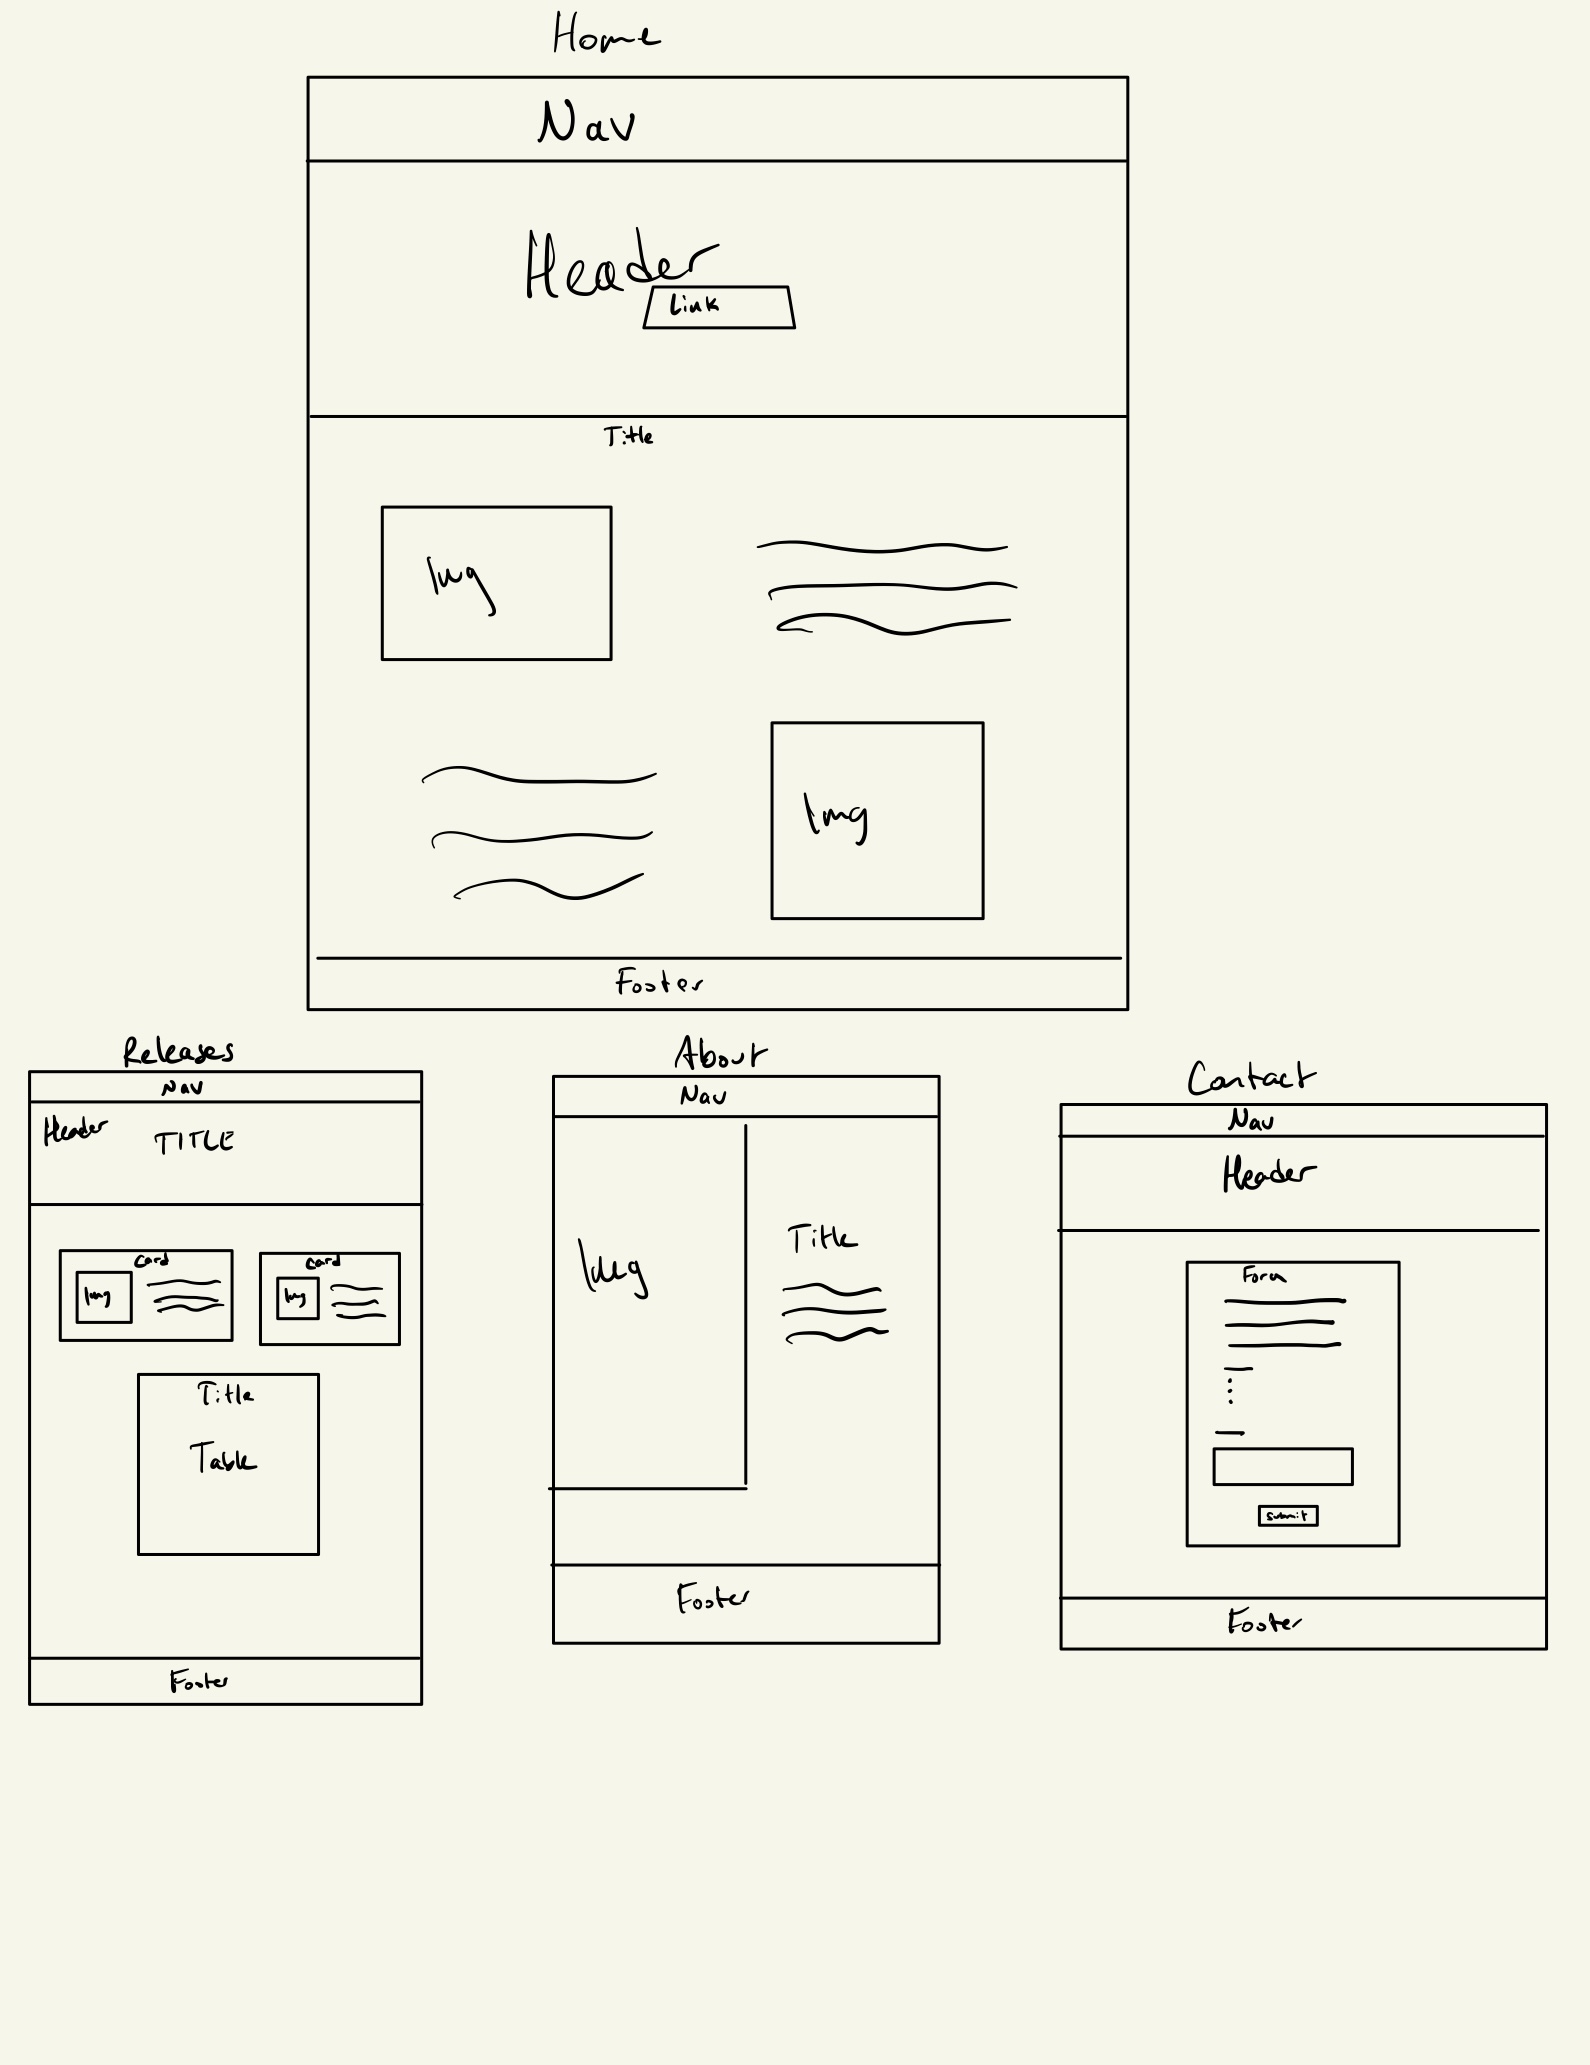 Home
Nav
Header
Link
Title
Img
Img
Footer
Releases
Nav
Header
TITLE
Card
Img
Card
Img
Title
Table
Footer
About
Nav
Img
Title
Footer
Contact
Nav
Header
Form
submit
Footer